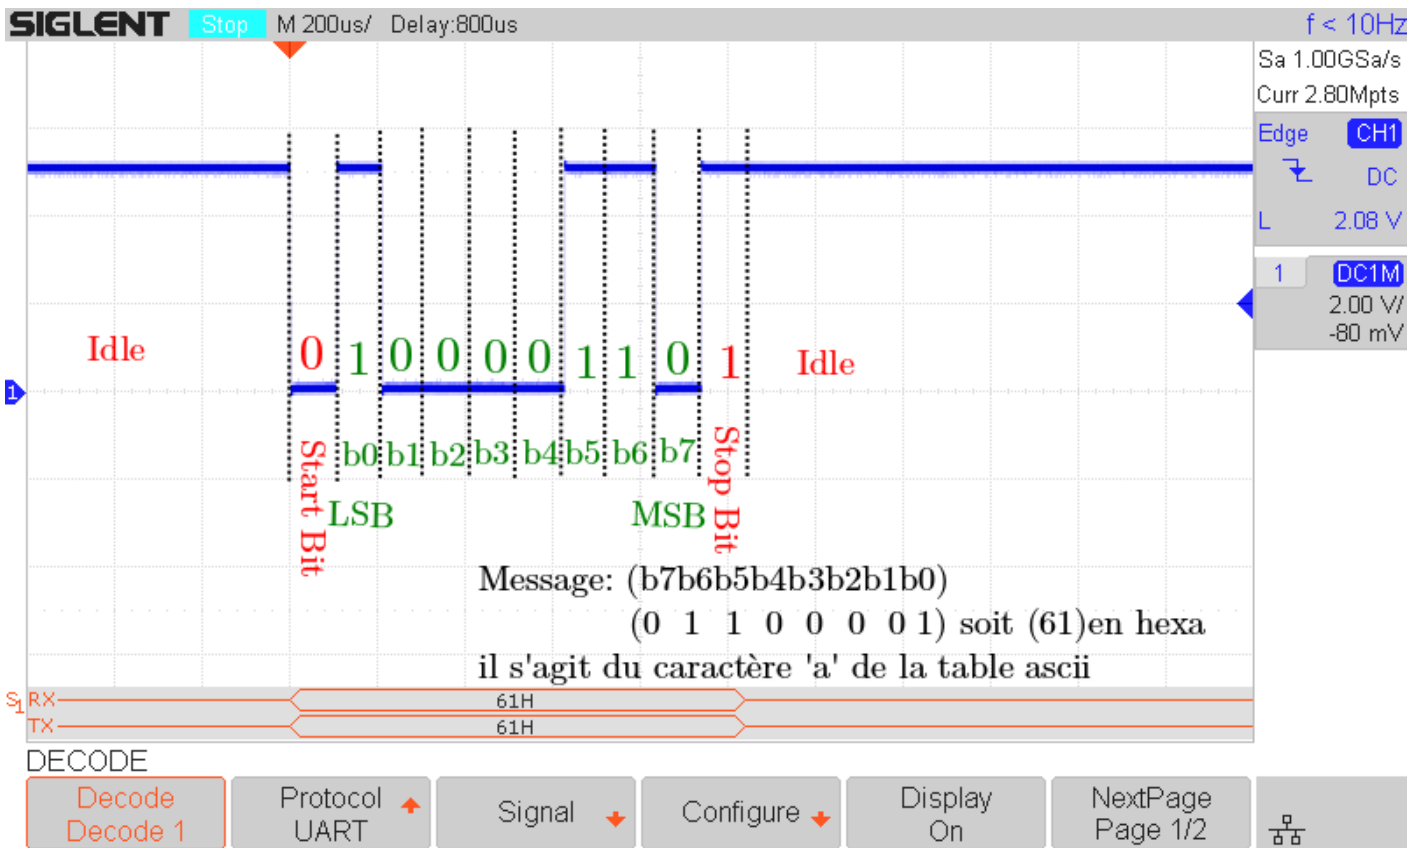 SIGLENT Stop M 200us/ Delay:800us f < 10Hz
Sa 1.00GSa/s
Curr 2.80Mpts
Edge CH1
DC
L 2.08 V
1 DC1M
2.00 V/
-80 mV
Idle 0 1 0 0 0 0 1 1 0 1 Idle
1
Start Bit b0 b1 b2 b3 b4 b5 b6 b7 Stop Bit
LSB MSB
Message: (b7b6b5b4b3b2b1b0)
(0 1 1 0 0 0 0 1) soit (61)en hexa
il s'agit du caractère 'a' de la table ascii
S1 RX 61H
TX 61H
DECODE
Decode Protocol Signal Configure Display NextPage
Decode 1 UART On Page 1/2